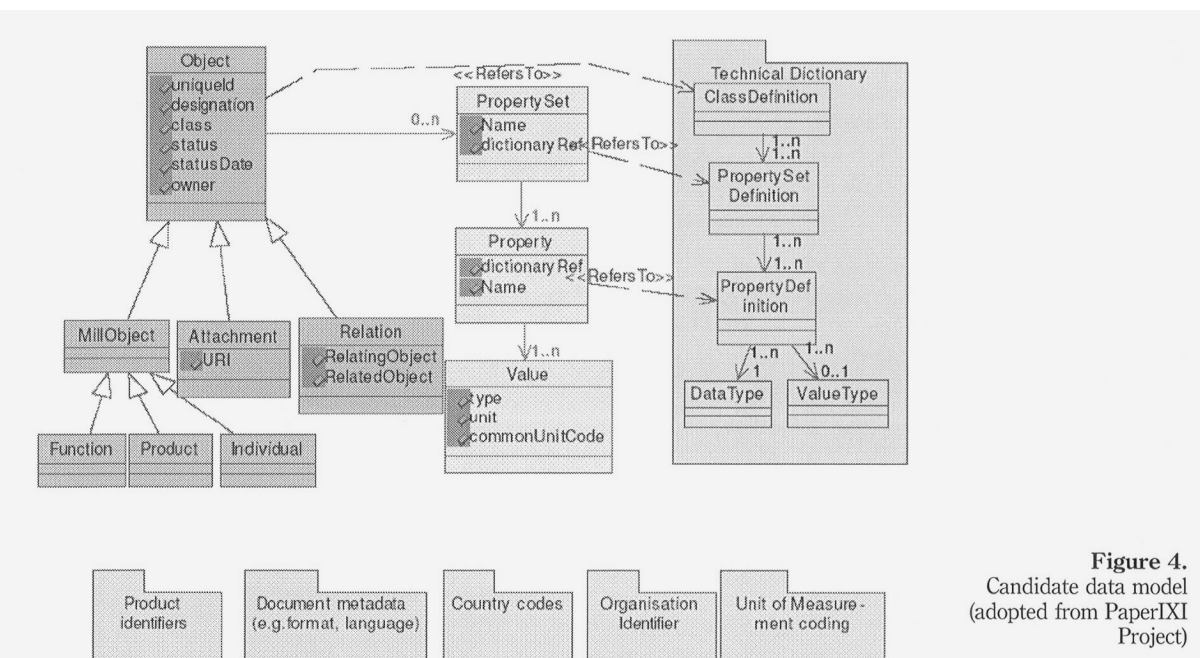 Object
uniqueId
designation
class
status
statusDate
owner
<<RefersTo>>
0..n
PropertySet
Name
dictionary Ref
<<RefersTo>>
1..n
Property
dictionary Ref
Name
<<RefersTo>>
1..n
Value
type
unit
commonUnitCode
Technical Dictionary
ClassDefinition
1..n
1..n
PropertySet
Definition
1..n
1..n
PropertyDef
inition
1..n
1..n
1
0..1
DataType
ValueType
MillObject
Attachment
URI
Relation
RelatingObject
RelatedObject
Function
Product
Individual
Product
identifiers
Document metadata
(e.g.format, language)
Country codes
Organisation
Identifier
Unit of Measure-
ment coding
Figure 4.
Candidate data model
(adopted from PaperIXI
Project)